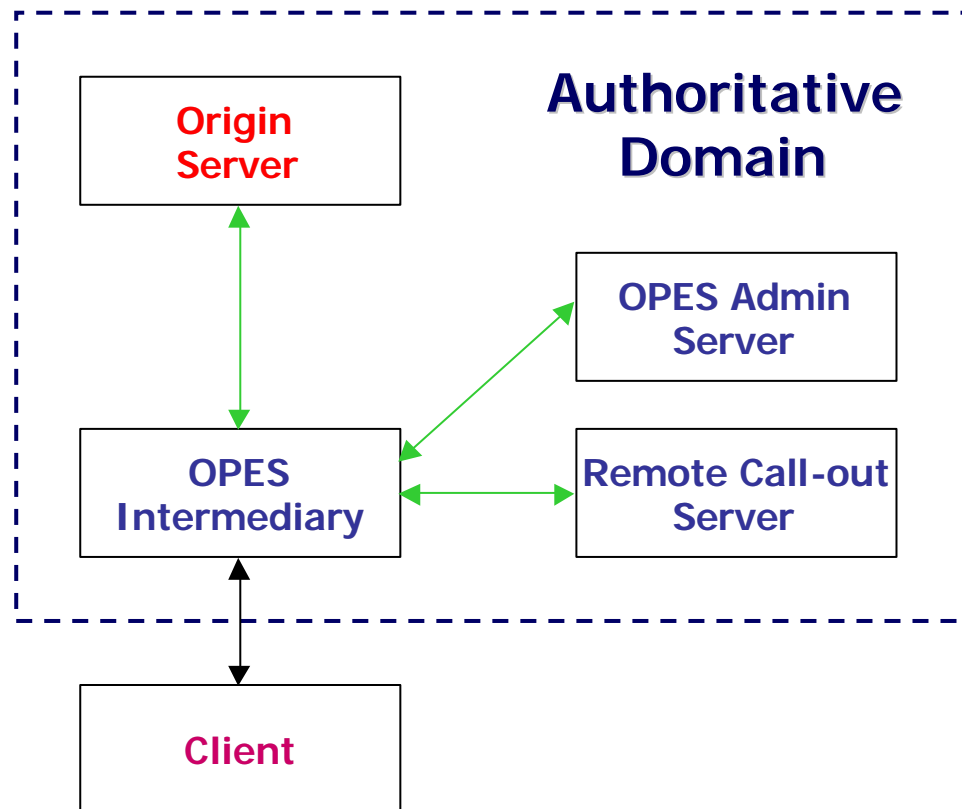 Authoritative
Domain
Origin
Server
OPES Admin
Server
OPES
Intermediary
Remote Call-out
Server
Client